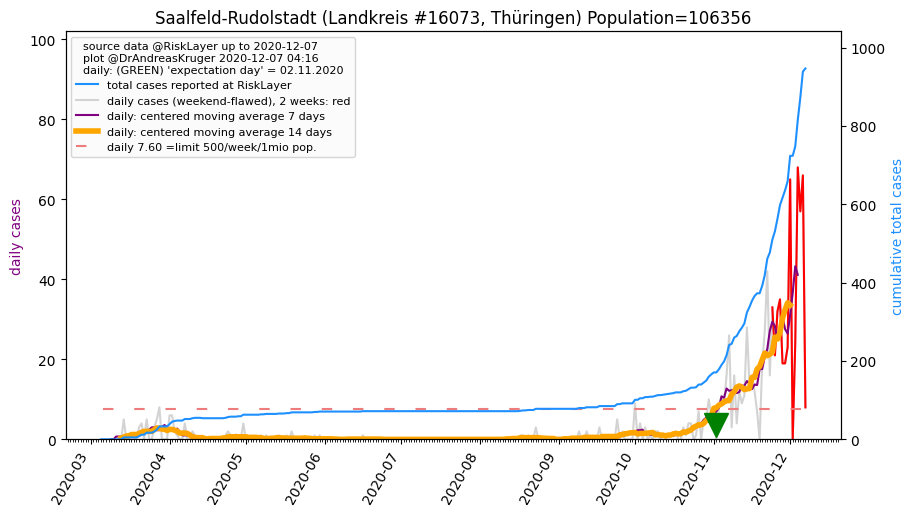 Saalfeld-Rudolstadt (Landkreis #16073, Thüringen) Population=106356
source data @RiskLayer up to 2020-12-07
plot @DrAndreasKruger 2020-12-07 04:16
daily: (GREEN) 'expectation day' = 02.11.2020
total cases reported at RiskLayer
daily cases (weekend-flawed), 2 weeks: red
daily: centered moving average 7 days
daily: centered moving average 14 days
daily 7.60 =limit 500/week/1mio pop.
daily cases
100
80
60
40
20
0
cumulative total cases
1000
800
600
400
200
0
2020-03
2020-04
2020-05
2020-06
2020-07
2020-08
2020-09
2020-10
2020-11
2020-12